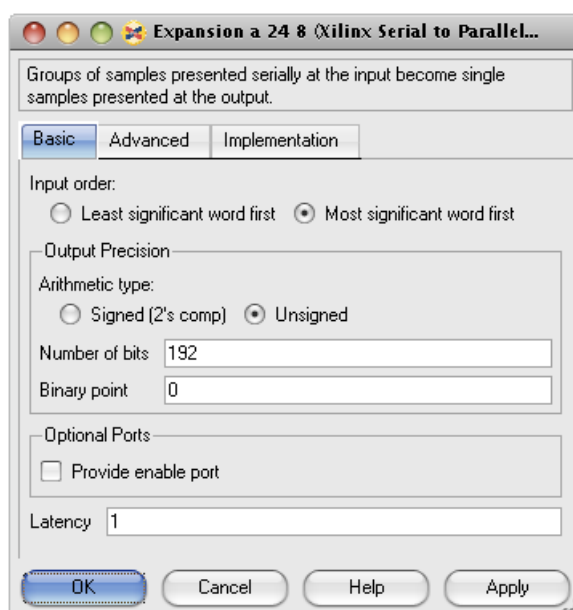 Expansion a 24 8 (Xilinx Serial to Parallel...
Groups of samples presented serially at the input become single
samples presented at the output.
Basic Advanced Implementation
Input order:
Least significant word first Most significant word first
Output Precision
Arithmetic type:
Signed (2's comp) Unsigned
Number of bits 192
Binary point 0
Optional Ports
Provide enable port
Latency 1
OK Cancel Help Apply